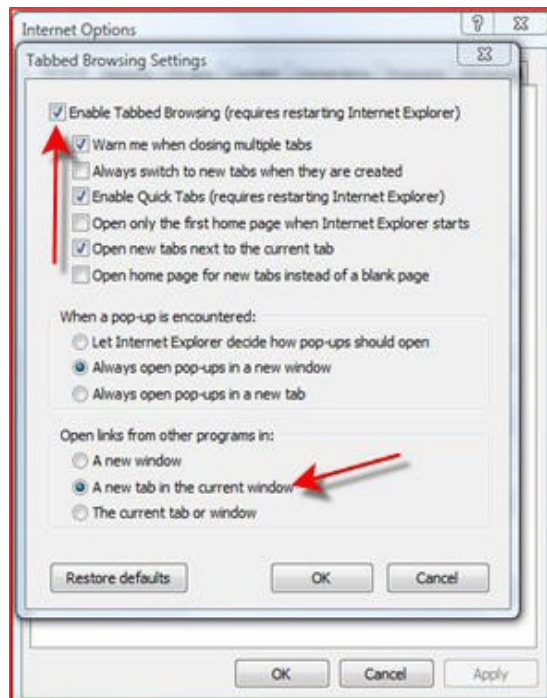 Internet Options
Tabbed Browsing Settings
Enable Tabbed Browsing (requires restarting Internet Explorer)
Warn me when closing multiple tabs
Always switch to new tabs when they are created
Enable Quick Tabs (requires restarting Internet Explorer)
Open only the first home page when Internet Explorer starts
Open new tabs next to the current tab
Open home page for new tabs instead of a blank page
When a pop-up is encountered:
Let Internet Explorer decide how pop-ups should open
Always open pop-ups in a new window
Always open pop-ups in a new tab
Open links from other programs in:
A new window
A new tab in the current window
The current tab or window
Restore defaults OK Cancel
OK Cancel Apply